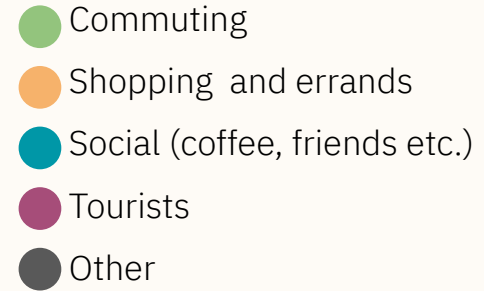 Commuting
Shopping  and errands
Social (coffee, friends etc.)
Tourists
Other